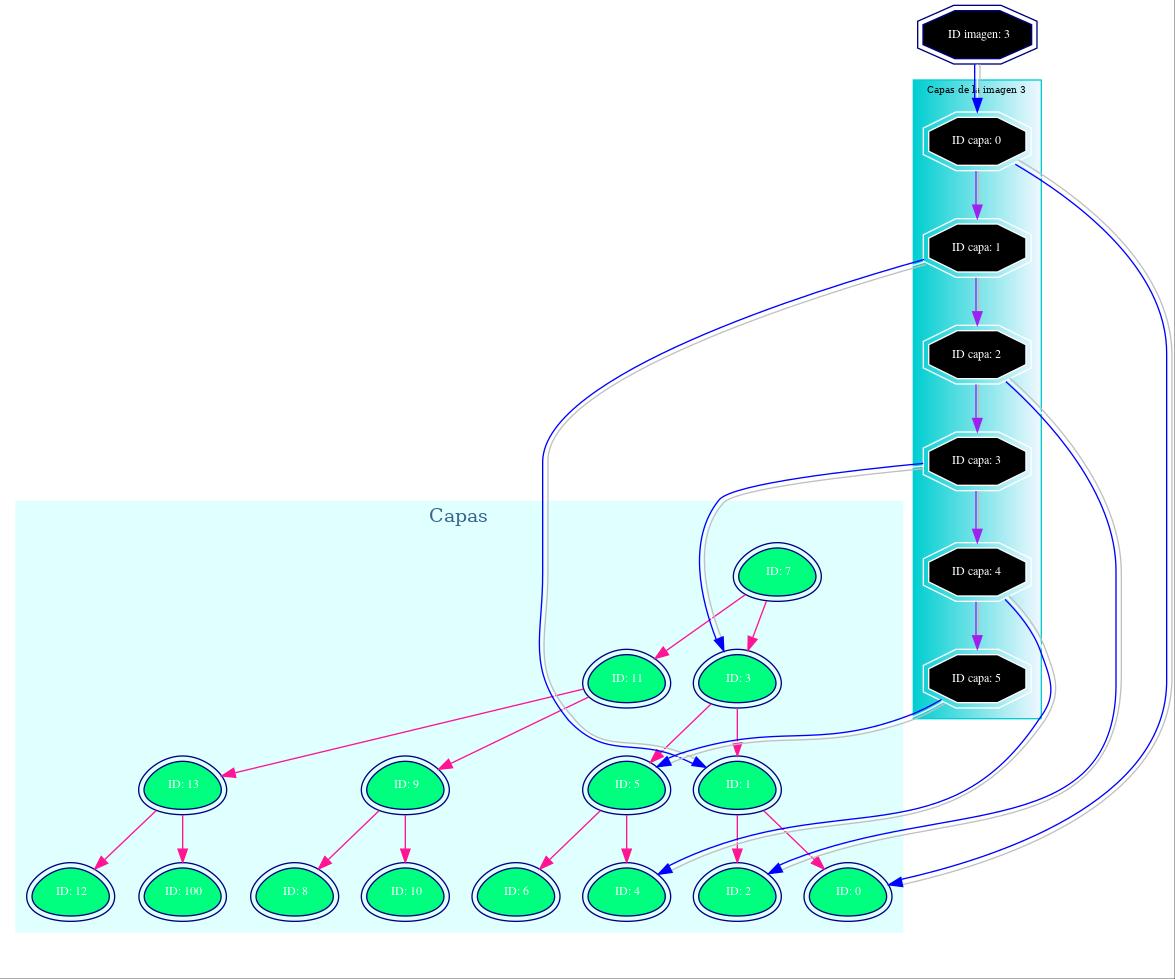 ID imagen: 3
Capas de la imagen 3
ID capa: 0
ID capa: 1
ID capa: 2
ID capa: 3
ID capa: 4
ID capa: 5
Capas
ID: 7
ID: 11
ID: 3
ID: 13
ID: 9
ID: 5
ID: 1
ID: 12
ID: 100
ID: 8
ID: 10
ID: 6
ID: 4
ID: 2
ID: 0